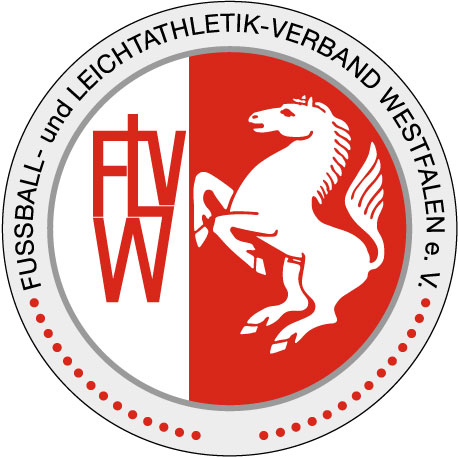 FUSSBALL- und LEICHTATHLETIK-VERBAND WESTFALEN e. V.
FLV
W